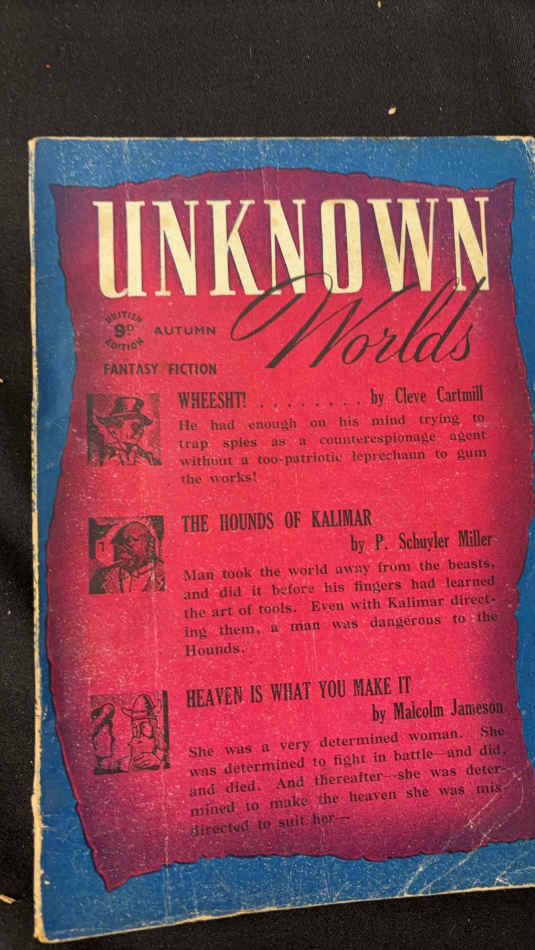 UNKNOWN
Worlds
BRITISH
9D
EDITION
AUTUMN
FANTASY FICTION
WHEESHT! . . . . . . . . by Cleve Cartmill
He had enough on his mind trying to
trap spies as a counterespionage agent
without a too-patriotic leprechaun to gum
the works!
THE HOUNDS OF KALIMAR
by P. Schuyler Miller
Man took the world away from the beasts,
and did it before his fingers had learned
the art of tools. Even with Kalimar direct-
ing them, a man was dangerous to the
Hounds.
HEAVEN IS WHAT YOU MAKE IT
by Malcolm Jameson
She was a very determined woman. She
was determined to fight in battle—and did,
and died. And thereafter—she was deter-
mined to make the heaven she was mis-
directed to suit her—